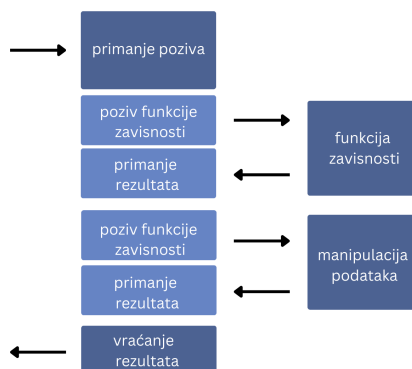 primanje poziva
poziv funkcije
zavisnosti
primanje
rezultata
funkcija
zavisnosti
poziv funkcije
zavisnosti
primanje
rezultata
manipulacija
podataka
vraćanje
rezultata